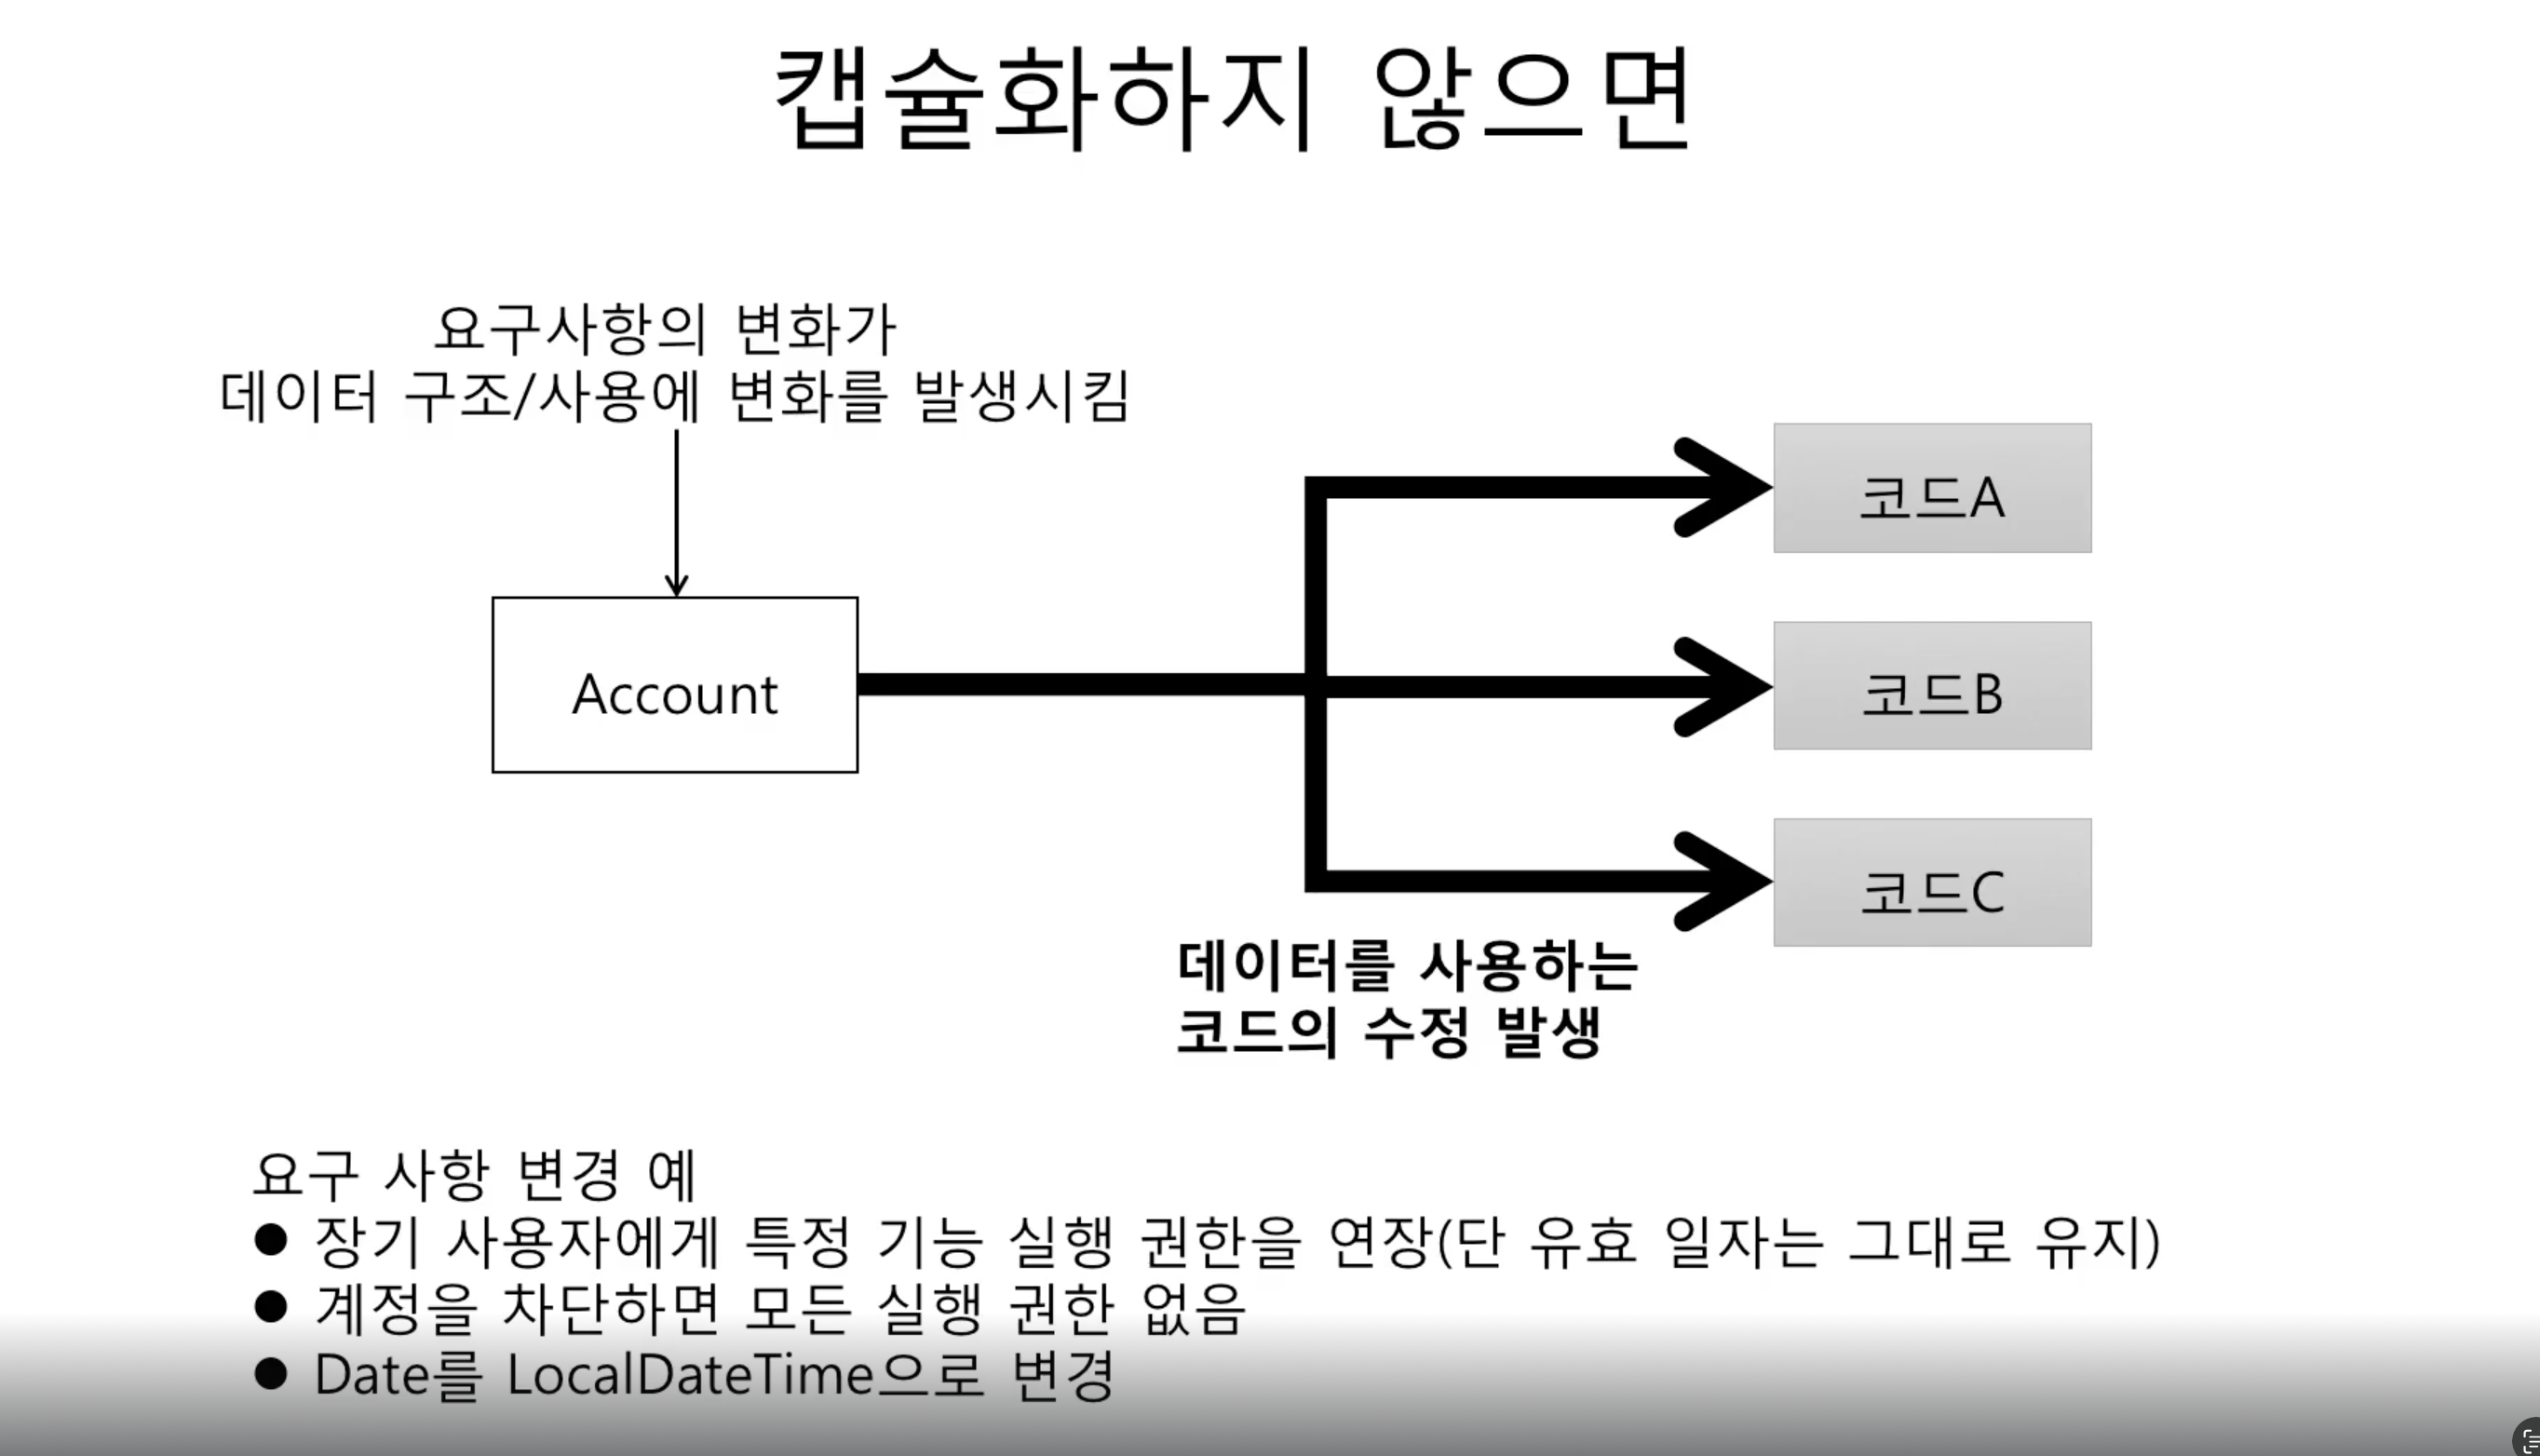 캡슐화하지 않으면
요구사항의 변화가
데이터 구조/사용에 변화를 발생시킴
Account
코드A
코드B
코드C
데이터를 사용하는
코드의 수정 발생
요구 사항 변경 예
● 장기 사용자에게 특정 기능 실행 권한을 연장(단 유효 일자는 그대로 유지)
● 계정을 차단하면 모든 실행 권한 없음
● Date를 LocalDateTime으로 변경